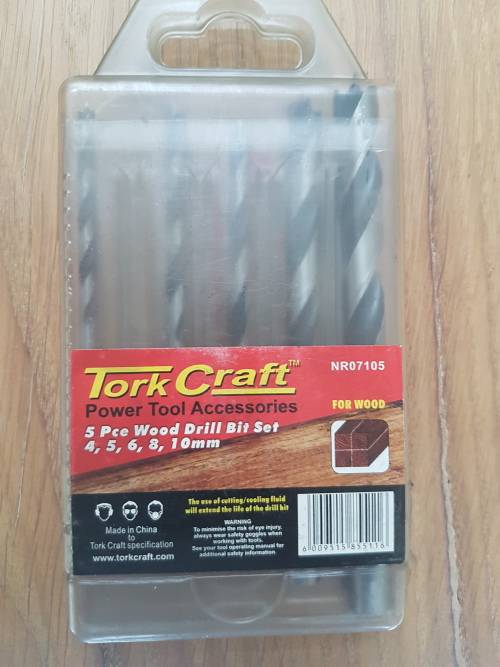 Tork Craft™
NR07105
Power Tool Accessories
FOR WOOD
5 Pce Wood Drill Bit Set
4, 5, 6, 8, 10mm
The use of cutting/cooling fluid
will extend the life of the drill bit
WARNING
To minimise the risk of eye injury,
always wear safety goggles when
working with tools.
See your tool operating manual for
additional safety information.
Made in China
to
Tork Craft specification
www.torkcraft.com
6 009515 855116